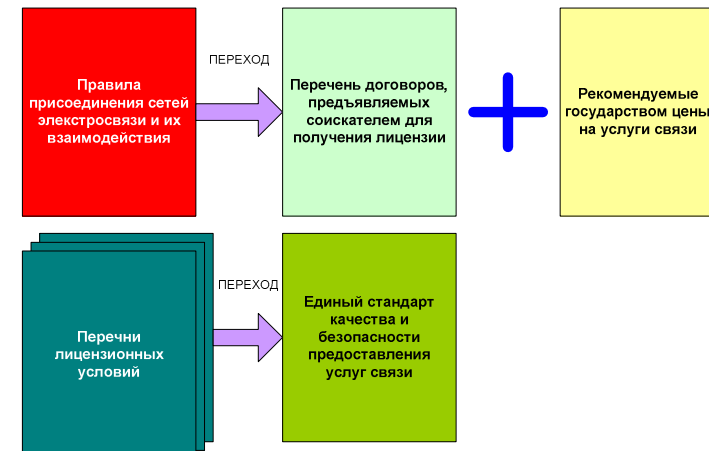 ПЕРЕХОД
Правила
присоединения сетей
электросвязи и их
взаимодействия
Перечень договоров,
предъявляемых
соискателем для
получения лицензии
Рекомендуемые
государством цены
на услуги связи
ПЕРЕХОД
Перечни
лицензионных
условий
Единый стандарт
качества и
безопасности
предоставления
услуг связи